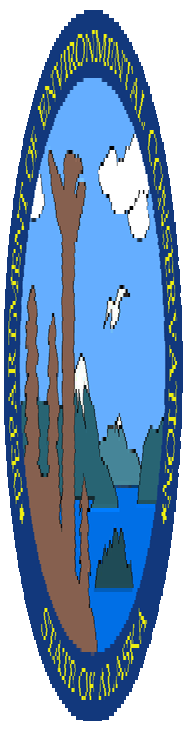 DEPARTMENT OF ENVIRONMENTAL CONSERVATION
STATE OF ALASKA